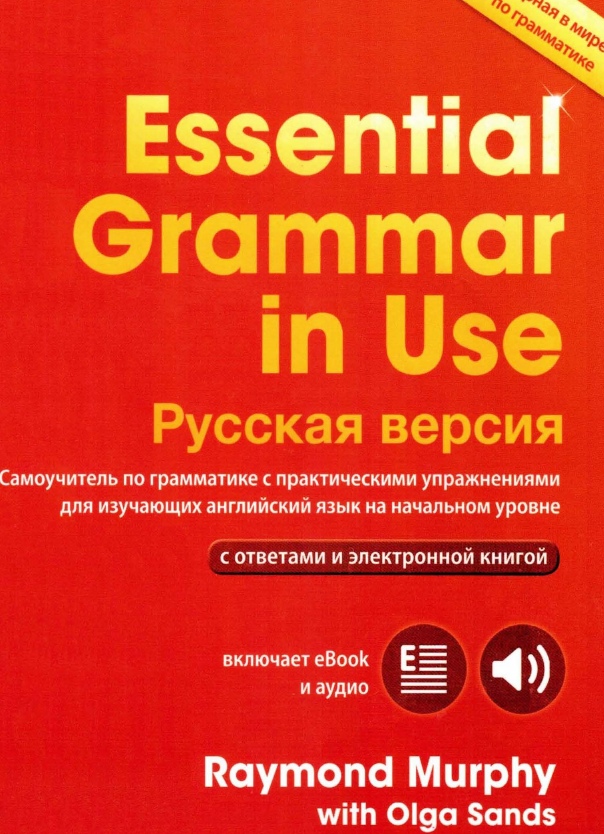 в мире
по грамматике
Essential
Grammar
in Use
Русская версия
Самоучитель по грамматике с практическими упражнениями
для изучающих английский язык на начальном уровне
с ответами и электронной книгой
включает eBook
и аудио
E
Raymond Murphy
with Olga Sands